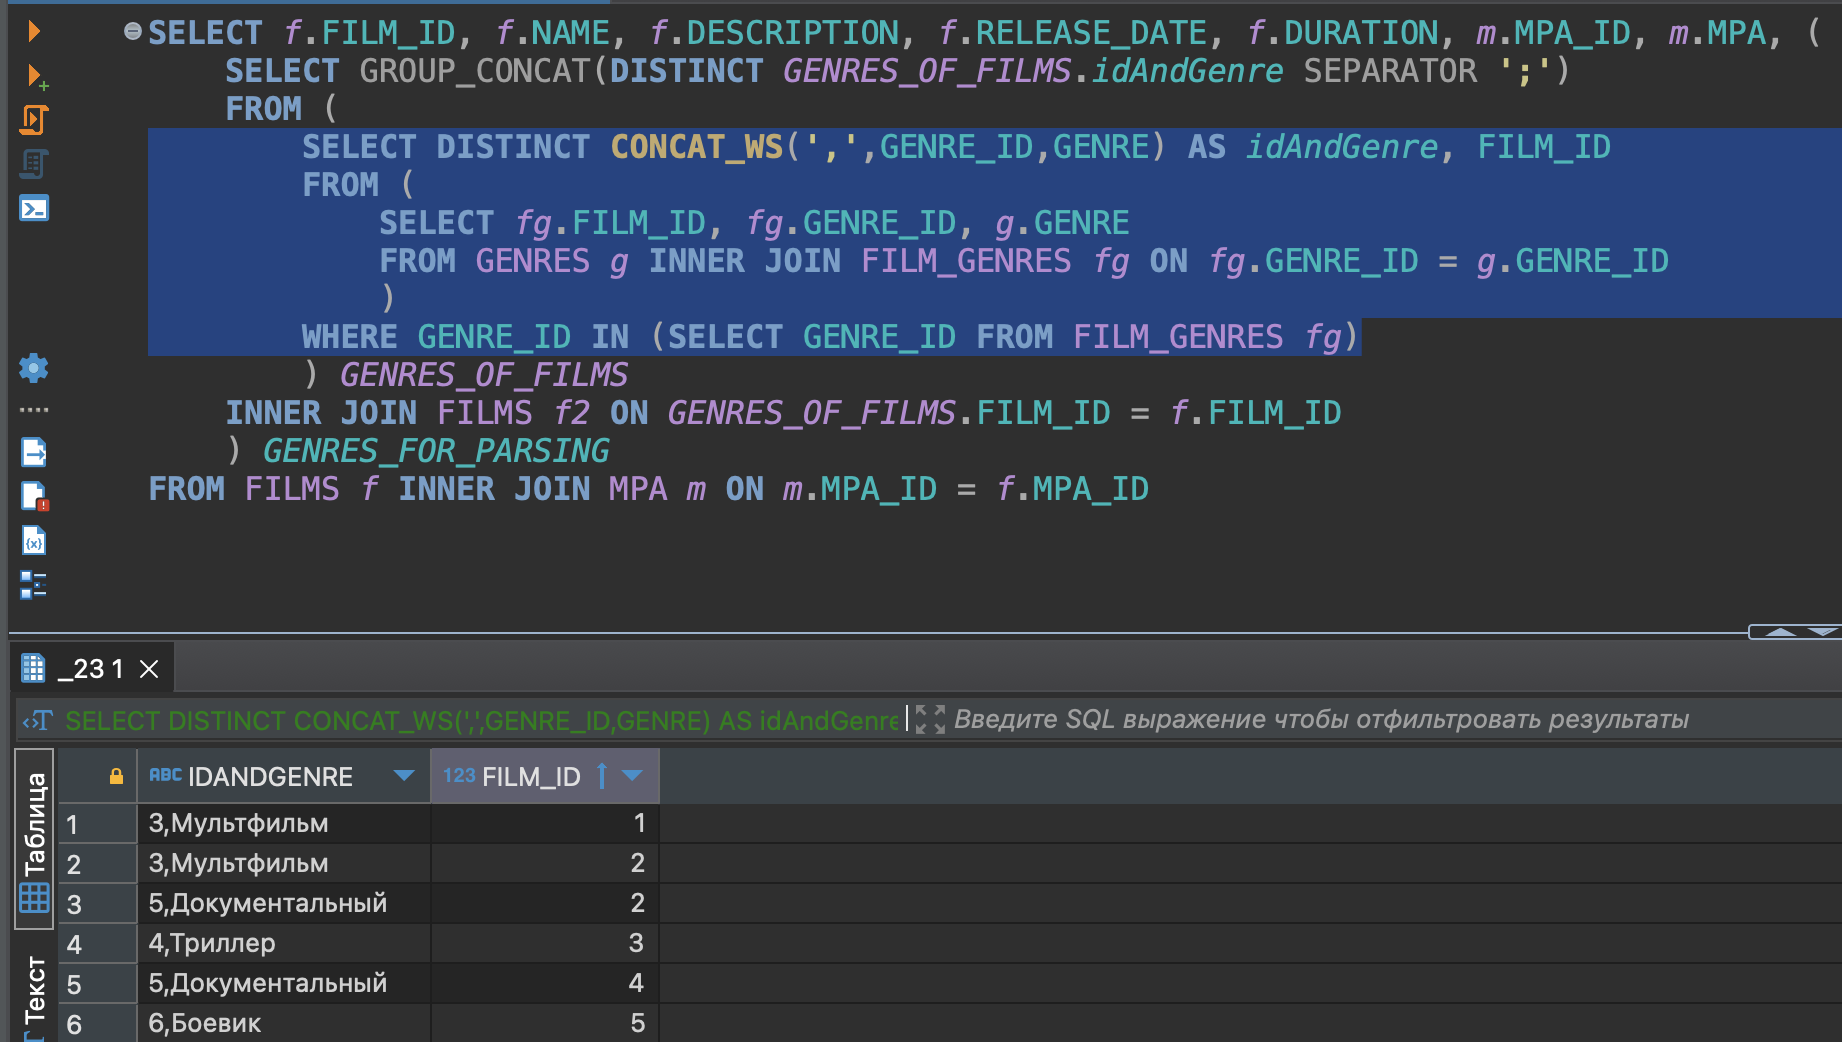 SELECT f.FILM_ID, f.NAME, f.DESCRIPTION, f.RELEASE_DATE, f.DURATION, m.MPA_ID, m.MPA, (
SELECT GROUP_CONCAT(DISTINCT GENRES_OF_FILMS.idAndGenre SEPARATOR ';')
FROM (
SELECT DISTINCT CONCAT_WS(',',GENRE_ID,GENRE) AS idAndGenre, FILM_ID
FROM (
SELECT fg.FILM_ID, fg.GENRE_ID, g.GENRE
FROM GENRES g INNER JOIN FILM_GENRES fg ON fg.GENRE_ID = g.GENRE_ID
)
WHERE GENRE_ID IN (SELECT GENRE_ID FROM FILM_GENRES fg)
) GENRES_OF_FILMS
INNER JOIN FILMS f2 ON GENRES_OF_FILMS.FILM_ID = f.FILM_ID
) GENRES_FOR_PARSING
FROM FILMS f INNER JOIN MPA m ON m.MPA_ID = f.MPA_ID
_23 1
SELECT DISTINCT CONCAT_WS(',',GENRE_ID,GENRE) AS idAndGenre Введите SQL выражение чтобы отфильтровать результаты
Таблица
Текст
ABC IDANDGENRE 123 FILM_ID
1 3,Мультфильм 1
2 3,Мультфильм 2
3 5,Документальный 2
4 4,Триллер 3
5 5,Документальный 4
6 6,Боевик 5